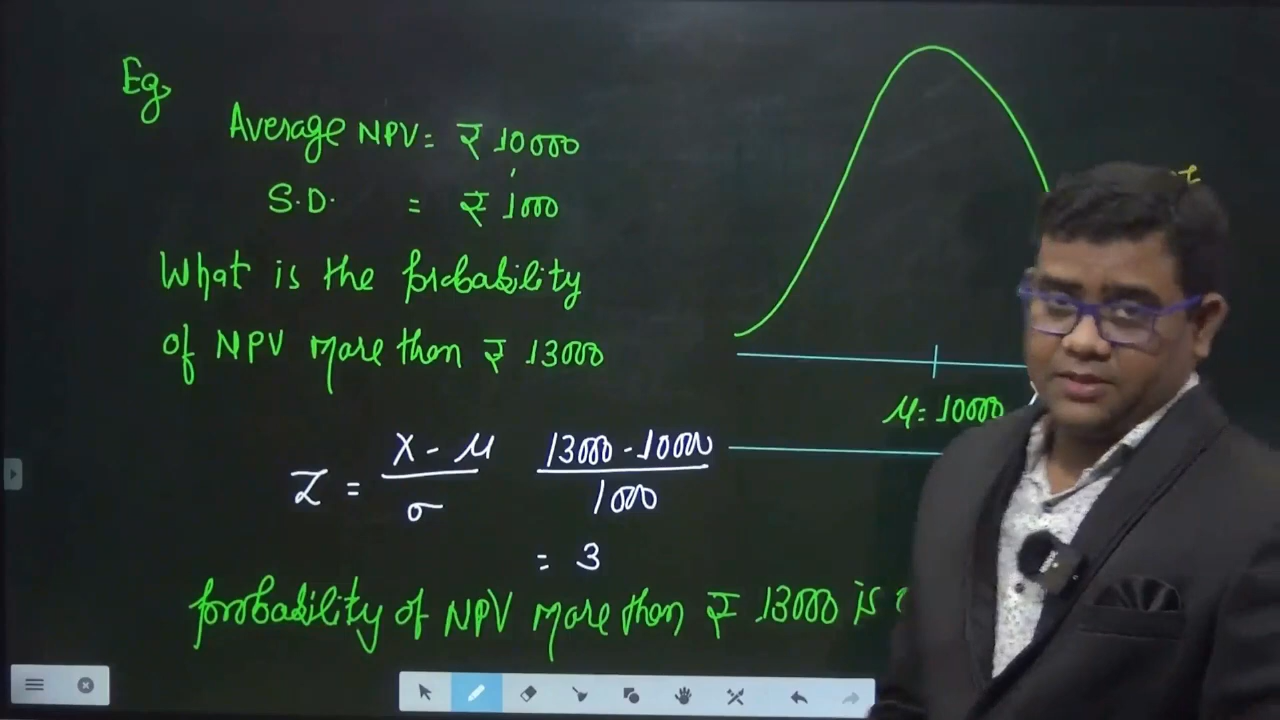 Eg,
Average NPV = ₹ 10000
S.D. = ₹ 1000
What is the probability
of NPV more than ₹ 13000
μ = 10000
Z = X - μ / σ 13000 - 10000 / 1000
= 3
probability of NPV more than ₹ 13000 is